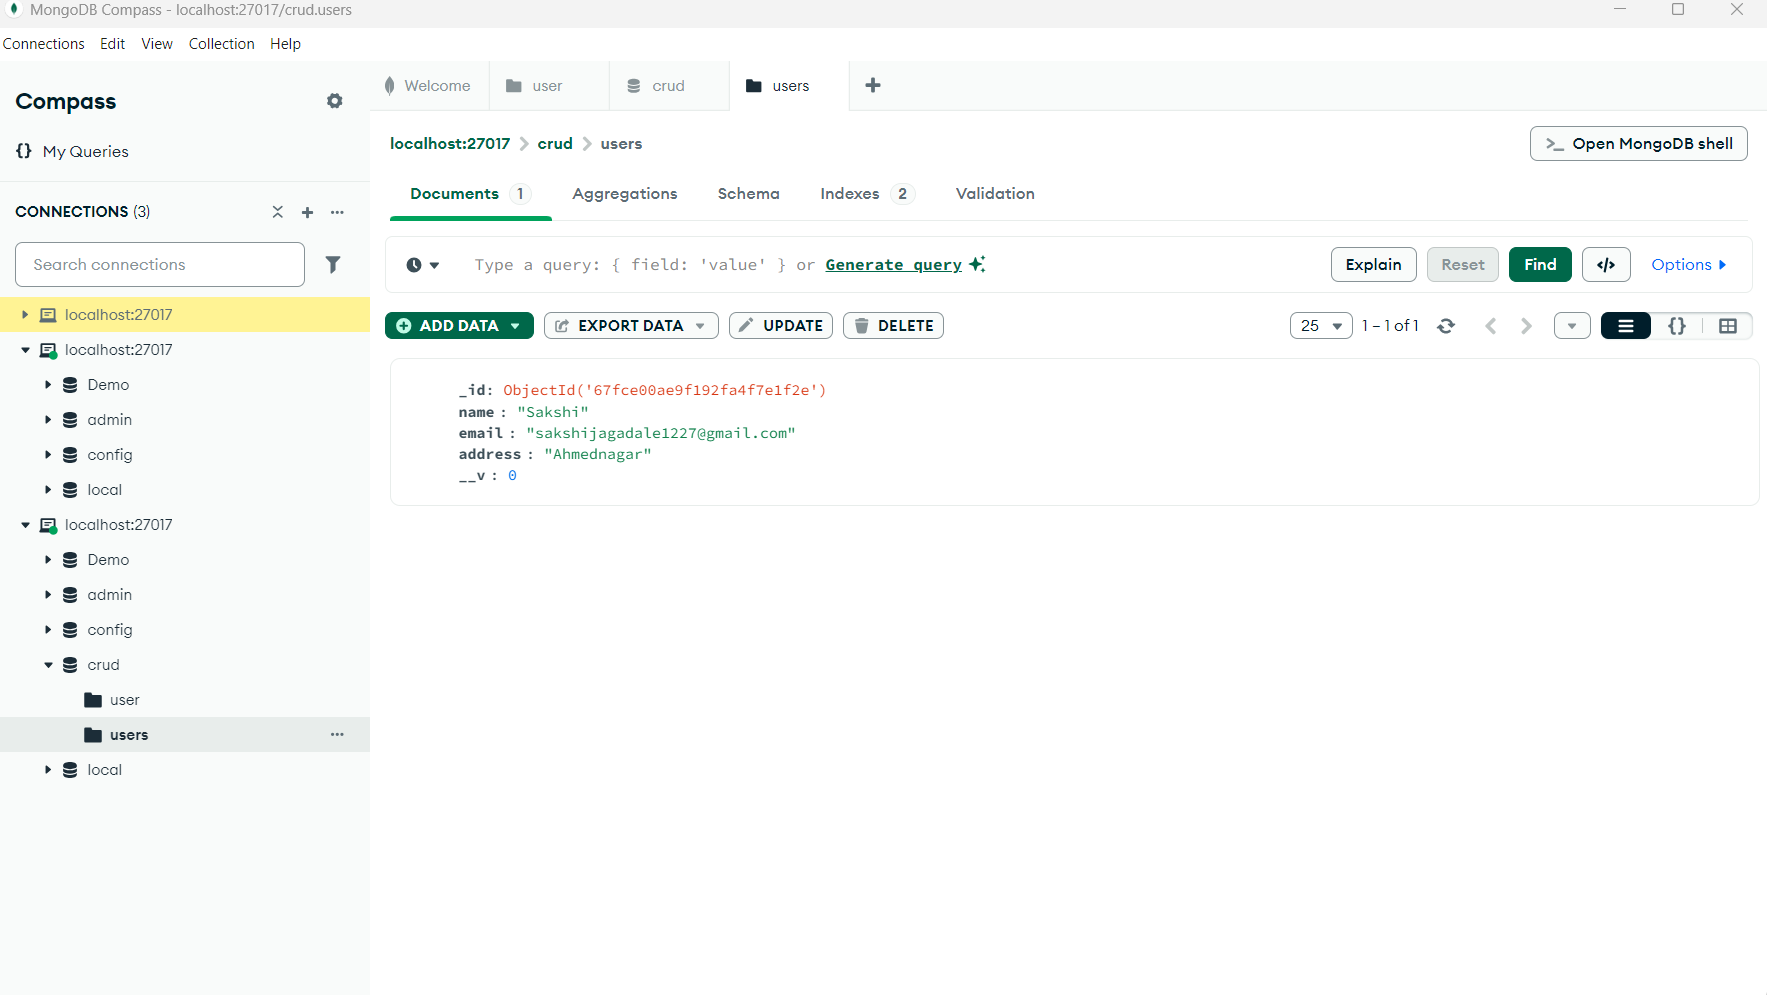 MongoDB Compass - localhost:27017/crud.users
Connections Edit View Collection Help
Compass
{} My Queries
CONNECTIONS (3)
Search connections
localhost:27017
localhost:27017
Demo
admin
config
local
localhost:27017
Demo
admin
config
crud
user
users
local
Welcome user crud users
localhost:27017 > crud > users
>_ Open MongoDB shell
Documents 1 Aggregations Schema Indexes 2 Validation
Type a query: { field: 'value' } or Generate query
Explain Reset Find </> Options
ADD DATA EXPORT DATA UPDATE DELETE
25 1 – 1 of 1 {}
_id: ObjectId('67fce00ae9f192fa4f7e1f2e')
name : "Sakshi"
email : "sakshijagadale1227@gmail.com"
address : "Ahmednagar"
__v : 0